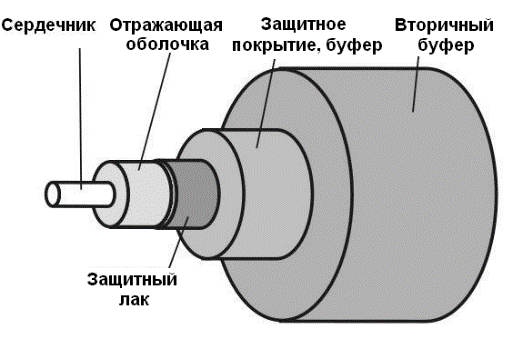 Сердечник
Отражающая
оболочка
Защитное
покрытие, буфер
Вторичный
буфер
Защитный
лак